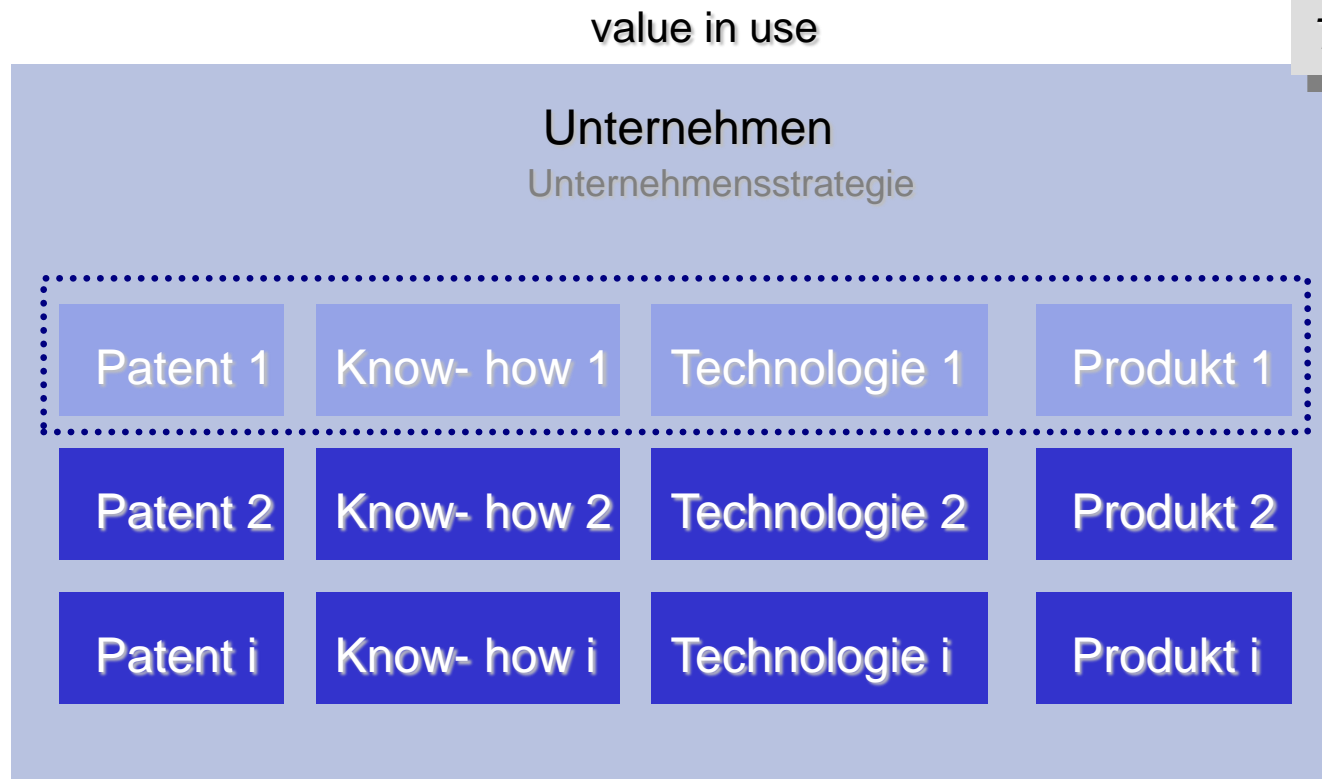 value in use
Unternehmen
Unternehmensstrategie
Patent 1 Know- how 1 Technologie 1 Produkt 1
Patent 2 Know- how 2 Technologie 2 Produkt 2
Patent i Know- how i Technologie i Produkt i